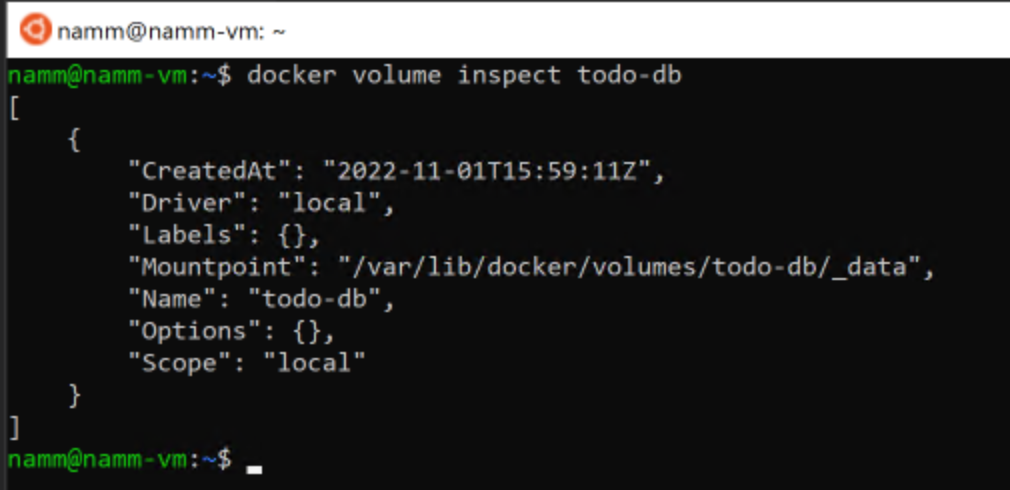 namm@namm-vm: ~
namm@namm-vm:~$ docker volume inspect todo-db
[
    {
        "CreatedAt": "2022-11-01T15:59:11Z",
        "Driver": "local",
        "Labels": {},
        "Mountpoint": "/var/lib/docker/volumes/todo-db/_data",
        "Name": "todo-db",
        "Options": {},
        "Scope": "local"
    }
]
namm@namm-vm:~$